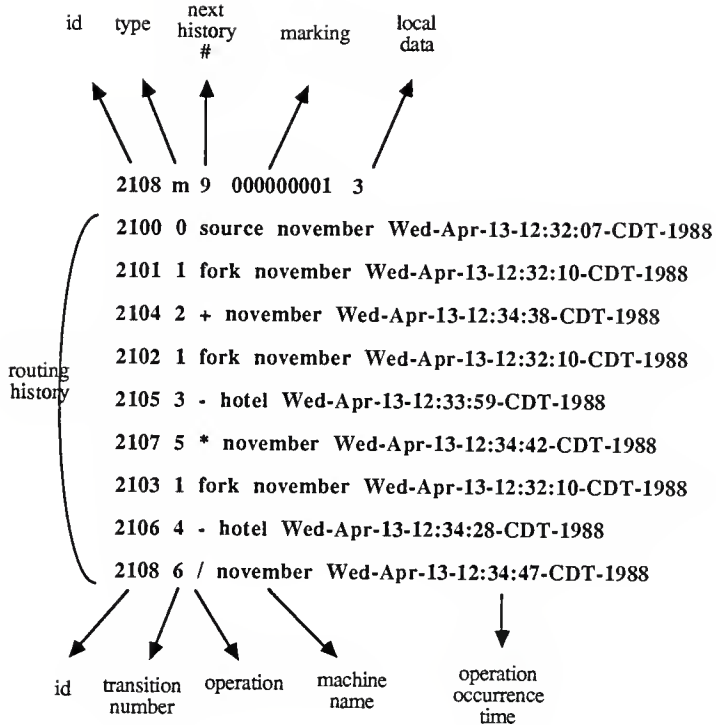 id type next history # marking local data
2108 m 9 000000001 3
2100 0 source november Wed-Apr-13-12:32:07-CDT-1988
2101 1 fork november Wed-Apr-13-12:32:10-CDT-1988
2104 2 + november Wed-Apr-13-12:34:38-CDT-1988
2102 1 fork november Wed-Apr-13-12:32:10-CDT-1988
routing history
2105 3 - hotel Wed-Apr-13-12:33:59-CDT-1988
2107 5 * november Wed-Apr-13-12:34:42-CDT-1988
2103 1 fork november Wed-Apr-13-12:32:10-CDT-1988
2106 4 - hotel Wed-Apr-13-12:34:28-CDT-1988
2108 6 / november Wed-Apr-13-12:34:47-CDT-1988
id transition number operation machine name operation occurrence time